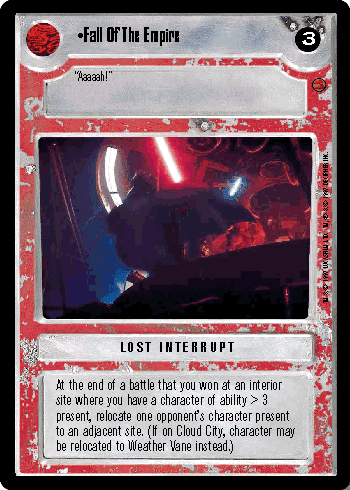 •Fall Of The Empire
3
"Aaaaah!"
LOST INTERRUPT
At the end of a battle that you won at an interior
site where you have a character of ability > 3
present, relocate one opponent's character present
to an adjacent site. (If on Cloud City, character may
be relocated to Weather Vane instead.)